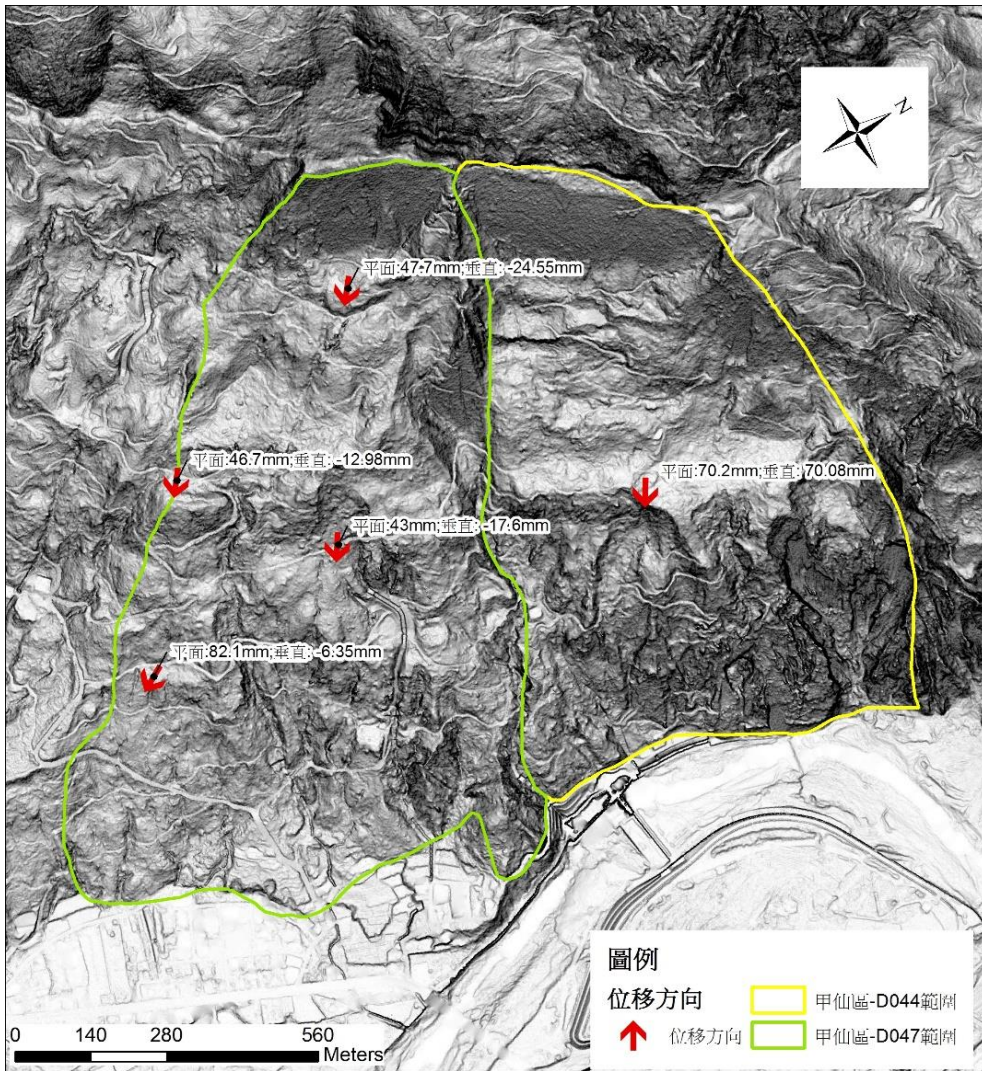 N
平面:47.7mm;垂直: -24.55mm
平面:46.7mm;垂直: -12.98mm
平面:70.2mm;垂直: 70.08mm
平面:43mm;垂直: -17.6mm
平面:82.1mm;垂直: -6.35mm
圖例
位移方向
甲仙區-D044範圍
位移方向
甲仙區-D047範圍
0 140 280 560
Meters